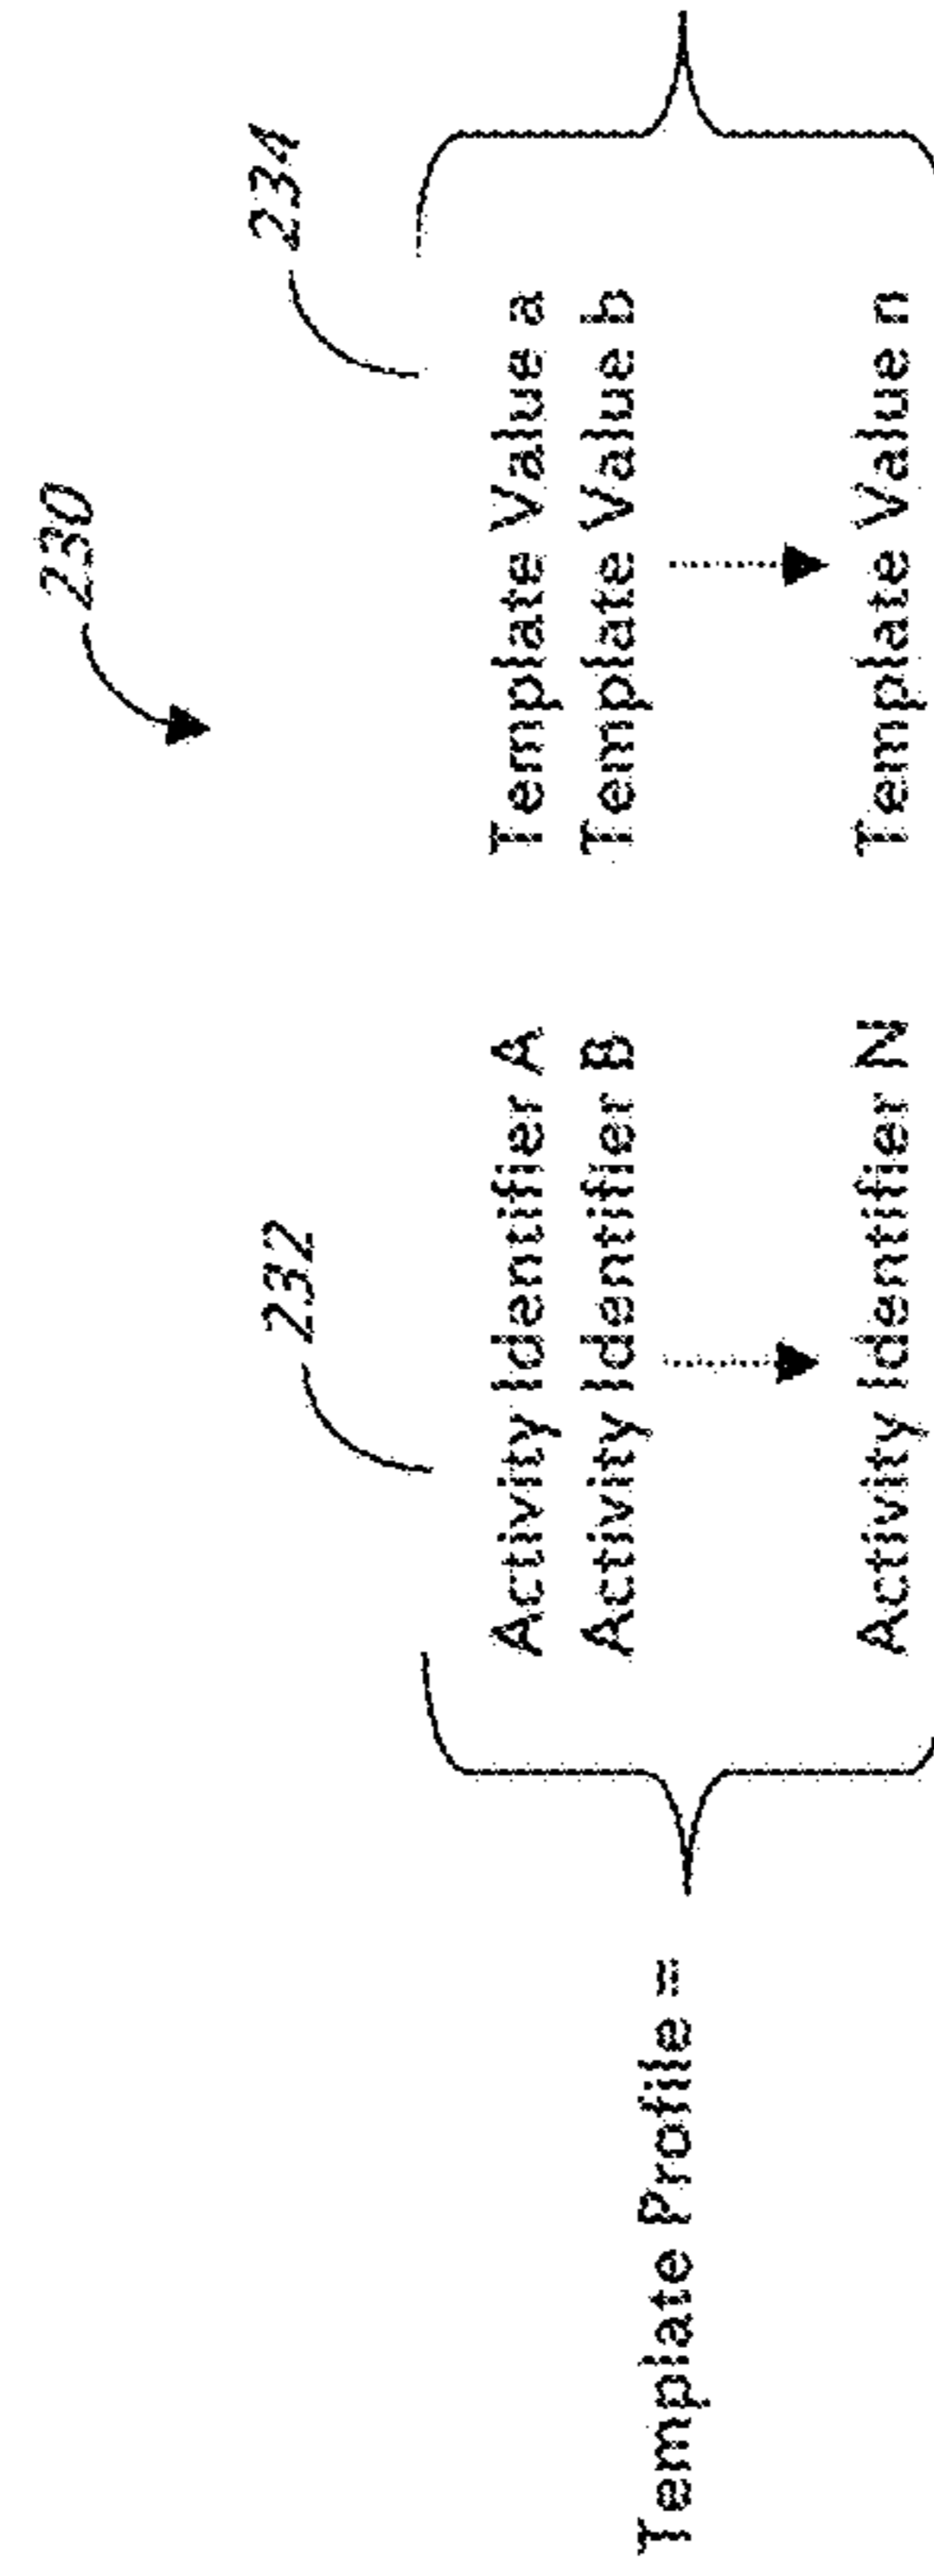 230
232
234
Activity Identifier A Template Value a
Activity Identifier B Template Value b
Template Profile =
Activity Identifier N Template Value n